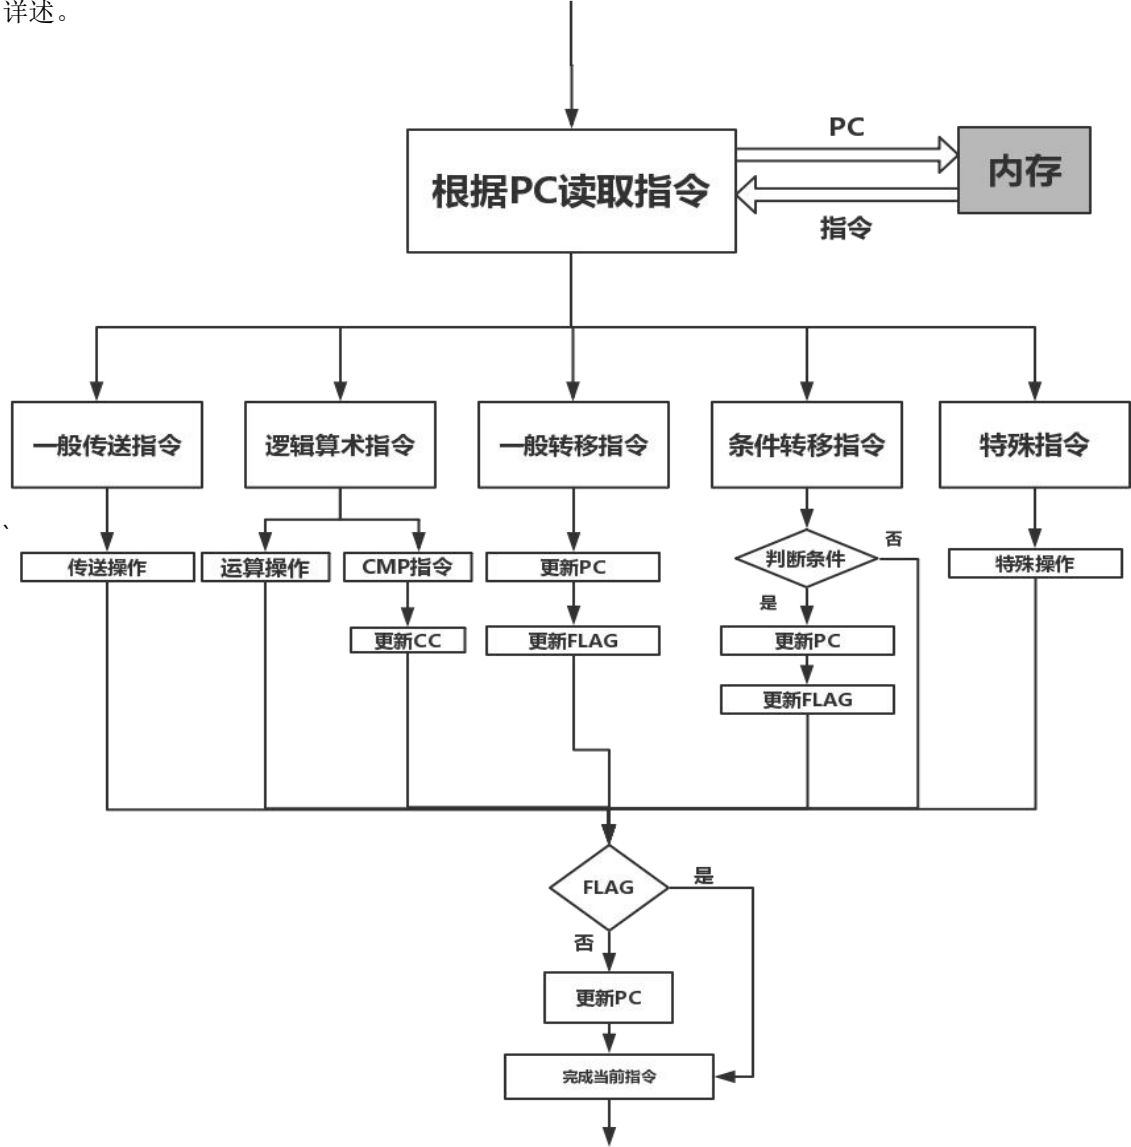 详述。
PC
根据PC读取指令
内存
指令
一般传送指令
逻辑算术指令
一般转移指令
条件转移指令
特殊指令
、
传送操作
运算操作
CMP指令
更新PC
判断条件
否
特殊操作
是
更新CC
更新FLAG
更新PC
更新FLAG
FLAG
是
否
更新PC
完成当前指令